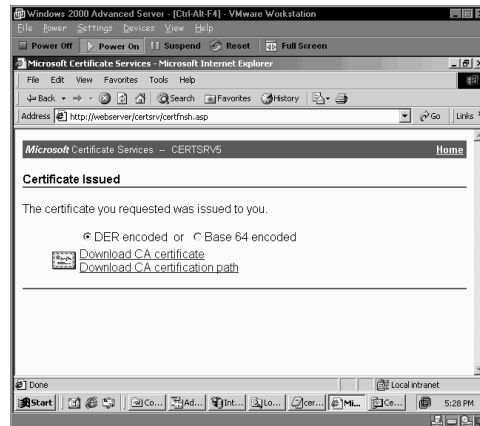 Windows 2000 Advanced Server - [Ctrl-Alt-F4] - VMware Workstation
File Power Settings Devices View Help
Power Off Power On Suspend Reset Full Screen
Microsoft Certificate Services - Microsoft Internet Explorer
File Edit View Favorites Tools Help
Back Search Favorites History
Address http://webserver/certsrv/certfnsh.asp Go Links
Microsoft Certificate Services -- CERTSRV5 Home
Certificate Issued
The certificate you requested was issued to you.
DER encoded or Base 64 encoded
Download CA certificate
Download CA certification path
Done Local intranet
Start Co... Ad... Int... Lo... cer... Mi... Ce... 5:28 PM